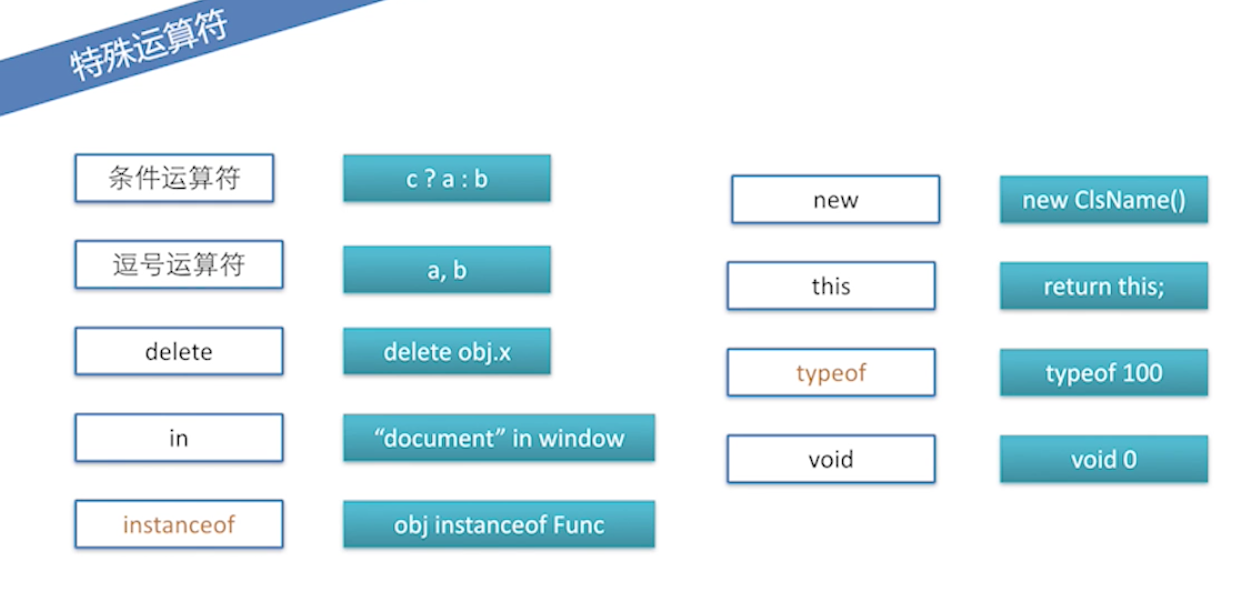 特殊运算符
条件运算符
c ? a : b
逗号运算符
a, b
delete
delete obj.x
in
“document” in window
instanceof
obj instanceof Func
new
new ClsName()
this
return this;
typeof
typeof 100
void
void 0